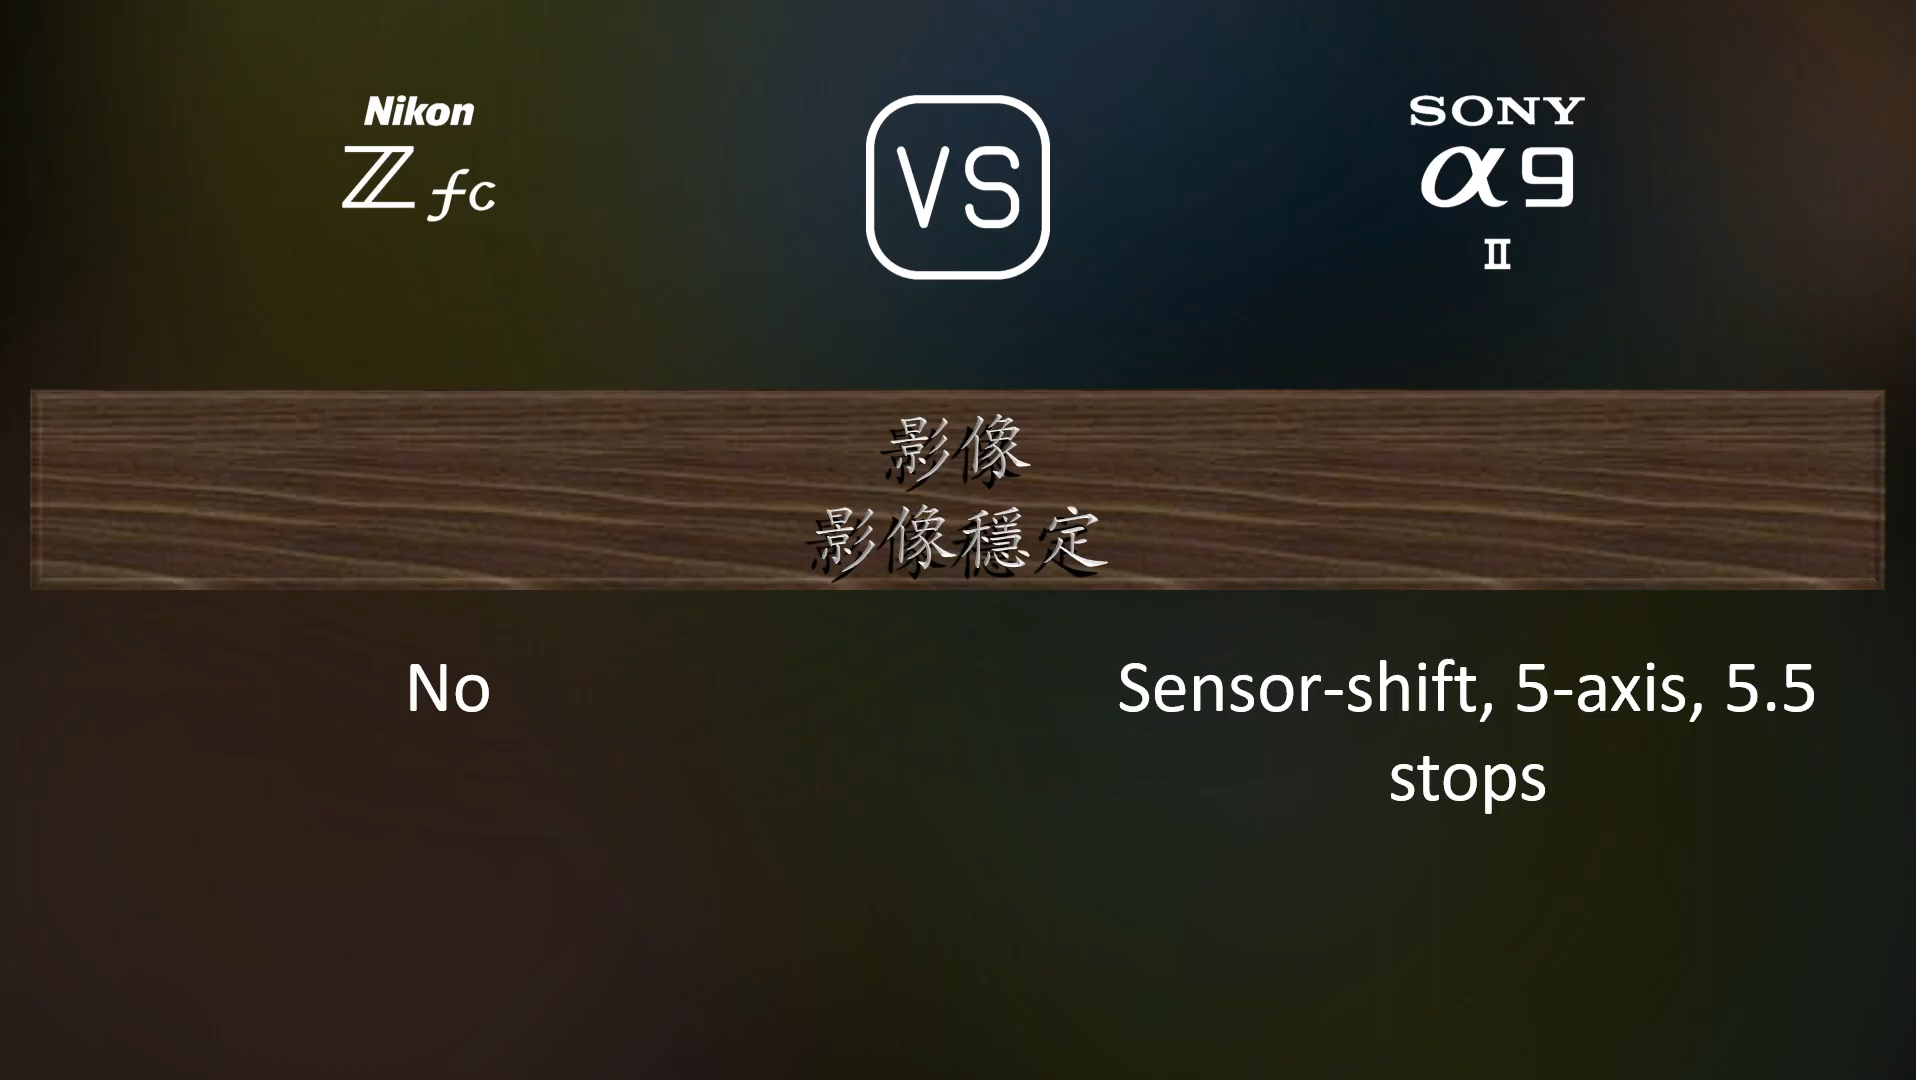 Nikon
Z fc
VS
SONY
α9
II
影像
影像穩定
No
Sensor-shift, 5-axis, 5.5
stops